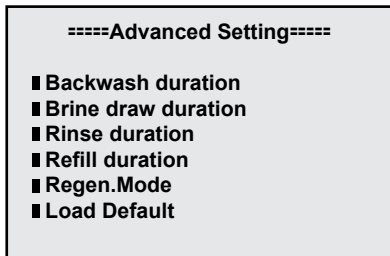 =====Advanced Setting=====
Backwash duration
Brine draw duration
Rinse duration
Refill duration
Regen.Mode
Load Default